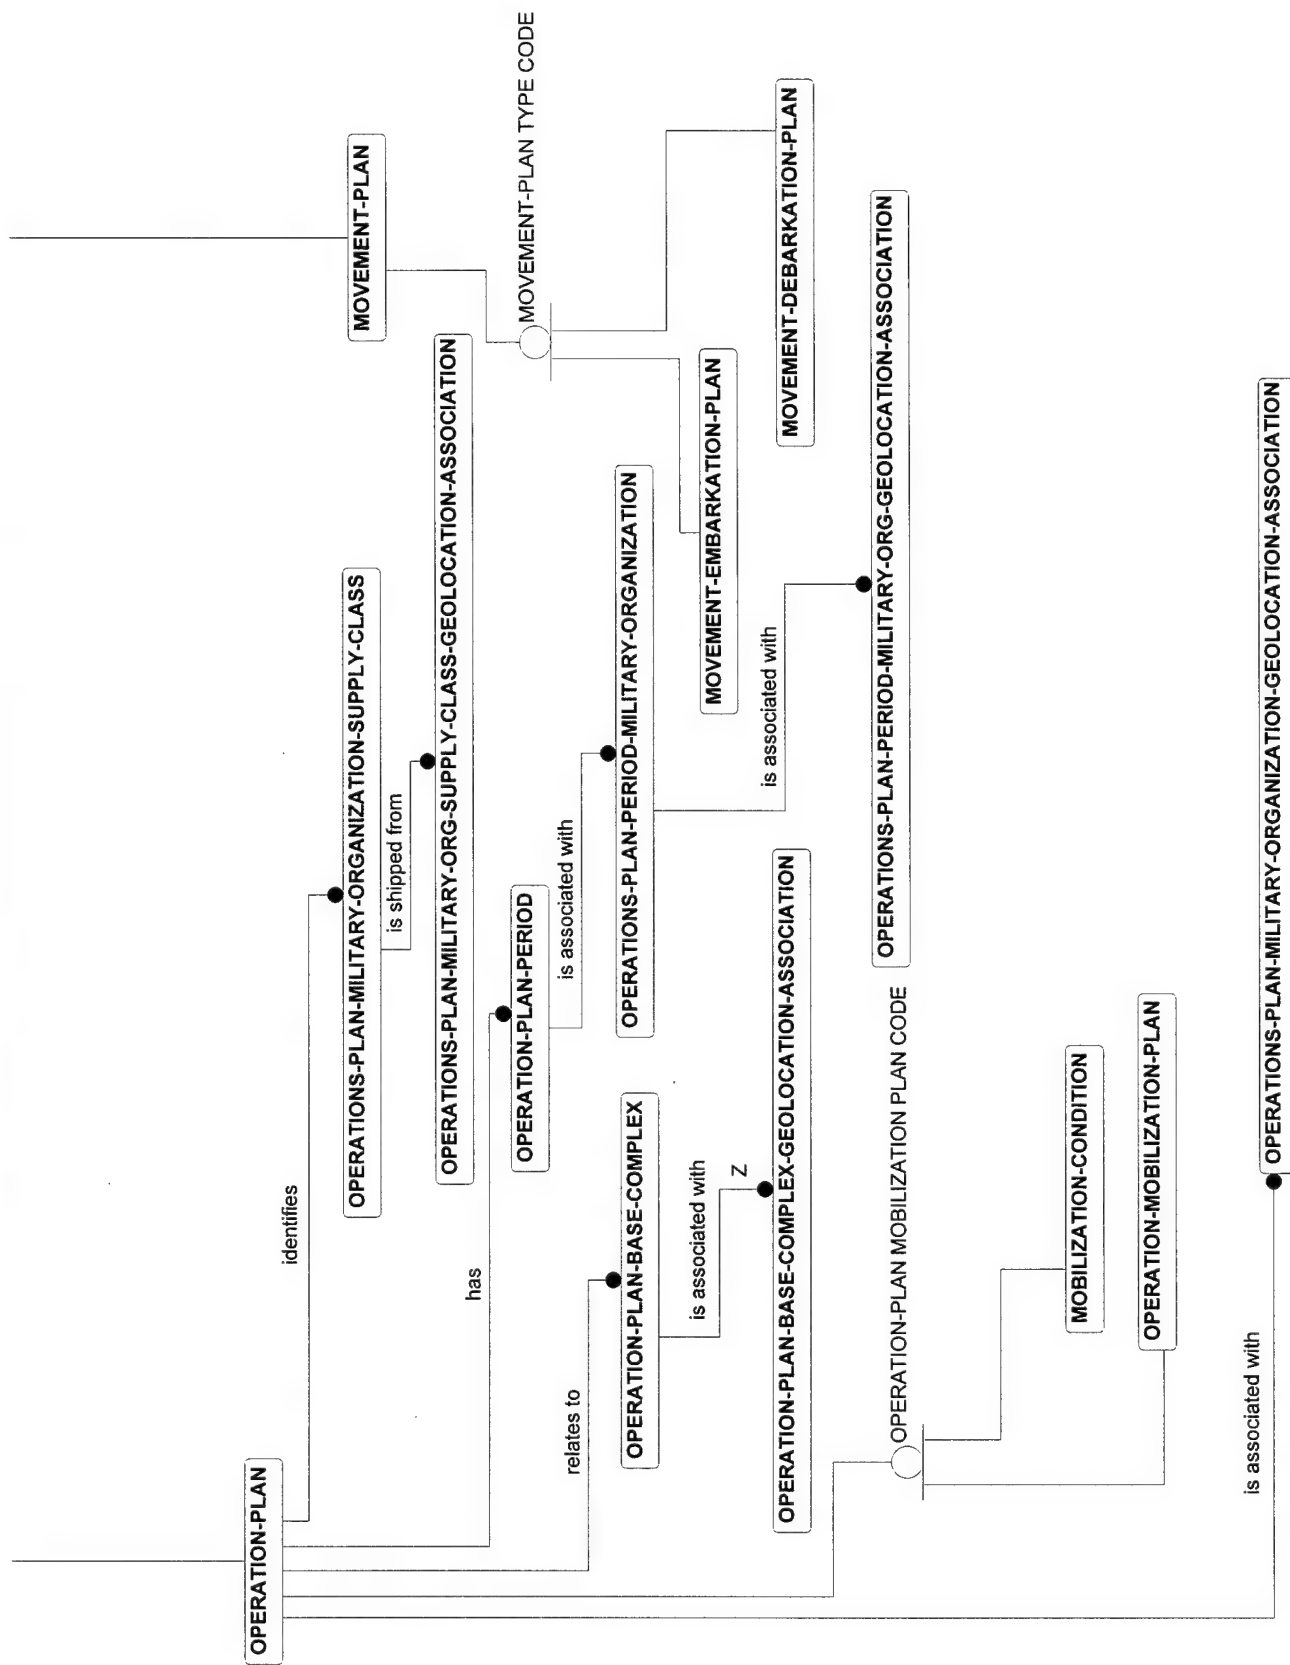 OPERATION-PLAN
identifies
OPERATIONS-PLAN-MILITARY-ORGANIZATION-SUPPLY-CLASS
MOVEMENT-PLAN
is shipped from
OPERATIONS-PLAN-MILITARY-ORG-SUPPLY-CLASS-GEOLOCATION-ASSOCIATION
has
OPERATION-PLAN-PERIOD
MOVEMENT-PLAN TYPE CODE
is associated with
relates to
OPERATION-PLAN-BASE-COMPLEX
OPERATIONS-PLAN-PERIOD-MILITARY-ORGANIZATION
is associated with
Z
MOVEMENT-EMBARKATION-PLAN
is associated with
OPERATION-PLAN-BASE-COMPLEX-GEOLOCATION-ASSOCIATION
MOVEMENT-DEBARKATION-PLAN
OPERATION-PLAN MOBILIZATION PLAN CODE
OPERATIONS-PLAN-PERIOD-MILITARY-ORG-GEOLOCATION-ASSOCIATION
MOBILIZATION-CONDITION
OPERATION-MOBILIZATION-PLAN
is associated with
OPERATIONS-PLAN-MILITARY-ORGANIZATION-GEOLOCATION-ASSOCIATION